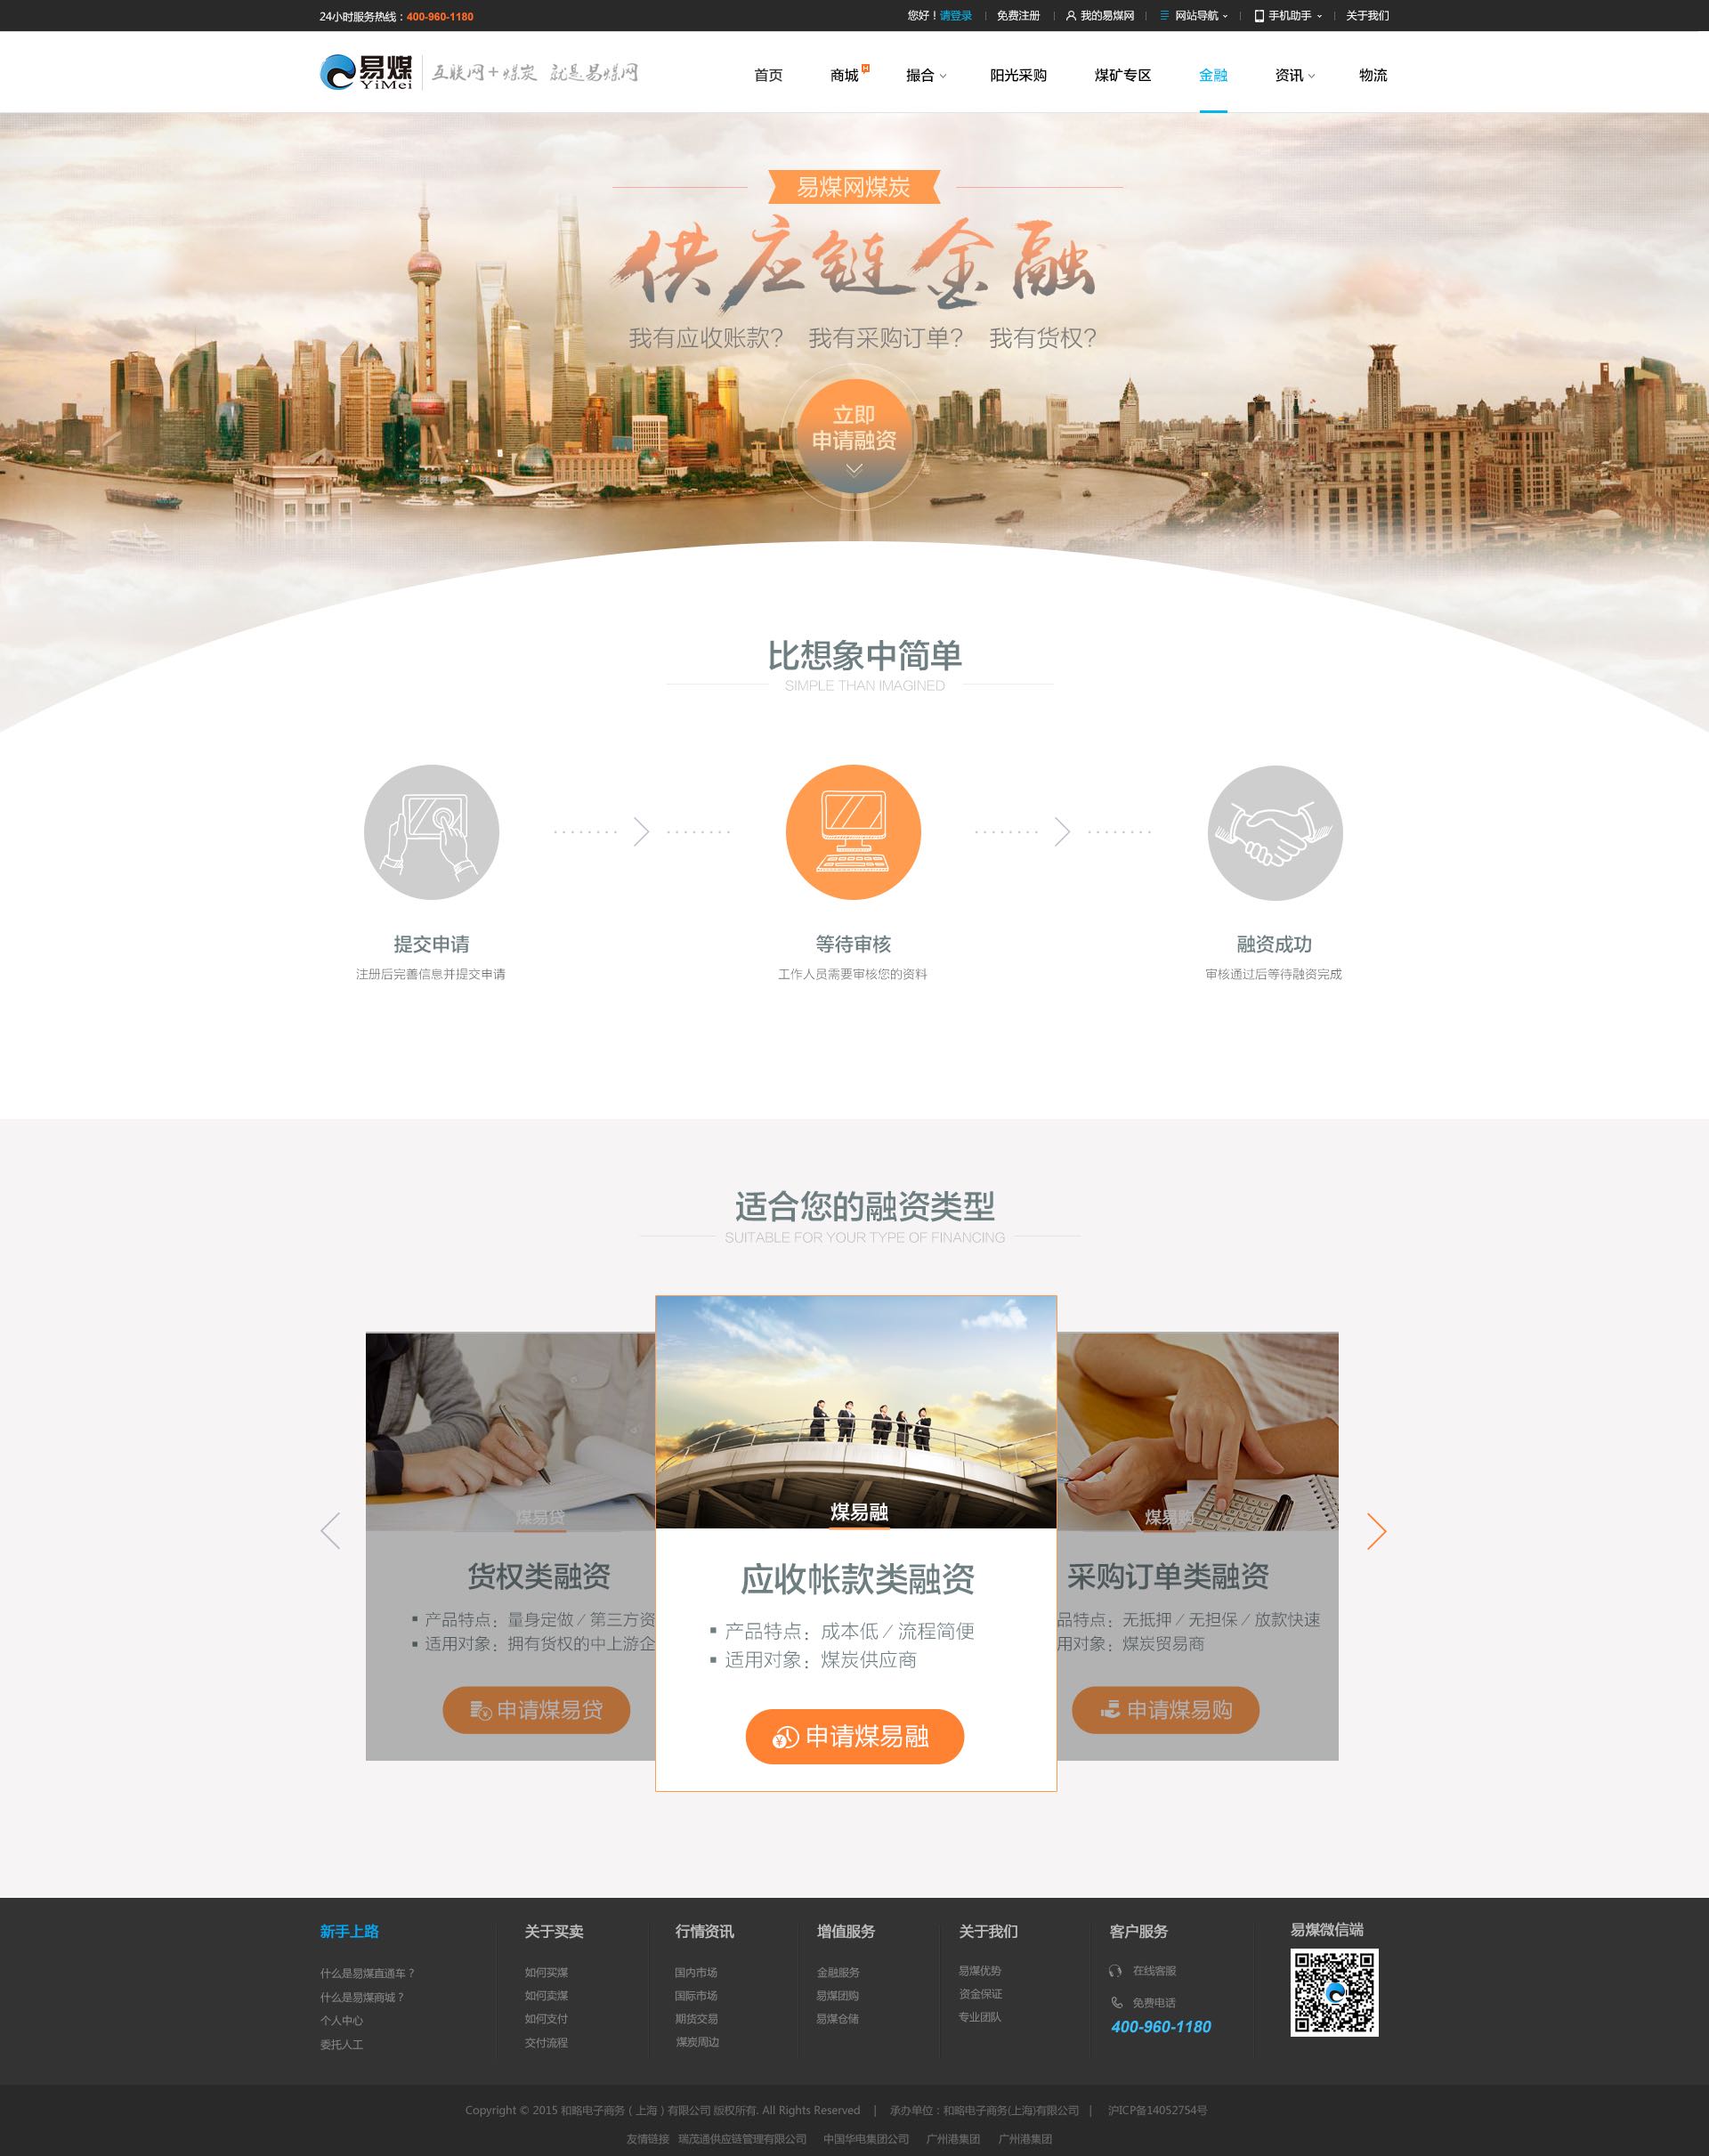 24小时服务热线：400-960-1180
您好！请登录 | 免费注册 | 我的易煤网 | 网站导航 | 手机助手 | 关于我们
易煤
YiMei
互联网+煤炭 就是易煤网
首页 商城 H 撮合 阳光采购 煤矿专区 金融 资讯 物流
易煤网煤炭
供应链金融
我有应收账款? 我有采购订单? 我有货权?
立即
申请融资
比想象中简单
SIMPLE THAN IMAGINED
提交申请
注册后完善信息并提交申请
等待审核
工作人员需要审核您的资料
融资成功
审核通过后等待融资完成
适合您的融资类型
SUITABLE FOR YOUR TYPE OF FINANCING
煤易贷
货权类融资
▪ 产品特点：量身定做 / 第三方资
▪ 适用对象：拥有货权的中上游企
申请煤易贷
煤易融
应收帐款类融资
▪ 产品特点：成本低 / 流程简便
▪ 适用对象：煤炭供应商
申请煤易融
煤易购
采购订单类融资
品特点：无抵押 / 无担保 / 放款快速
用对象：煤炭贸易商
申请煤易购
新手上路
什么是易煤直通车？
什么是易煤商城？
个人中心
委托人工
关于买卖
如何买煤
如何卖煤
如何支付
交付流程
行情资讯
国内市场
国际市场
期货交易
煤炭周边
增值服务
金融服务
易煤团购
易煤仓储
关于我们
易煤优势
资金保证
专业团队
客户服务
在线客服
免费电话
400-960-1180
易煤微信端
Copyright © 2015 和略电子商务（上海）有限公司 版权所有. All Rights Reserved | 承办单位：和略电子商务(上海)有限公司 | 沪ICP备14052754号
友情链接 瑞茂通供应链管理有限公司 中国华电集团公司 广州港集团 广州港集团